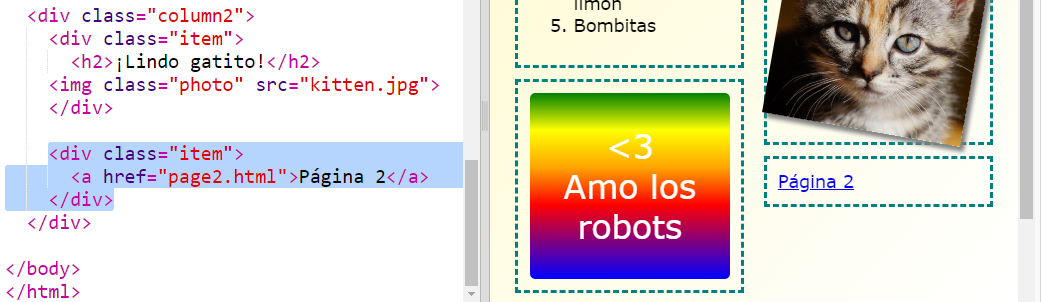 <div class="column2">
<div class="item">
<h2>¡Lindo gatito!</h2>
<img class="photo" src="kitten.jpg">
</div>
<div class="item">
<a href="page2.html">Página 2</a>
</div>
</div>
</body>
</html>
limón
5. Bombitas
<3
Amo los
robots
Página 2